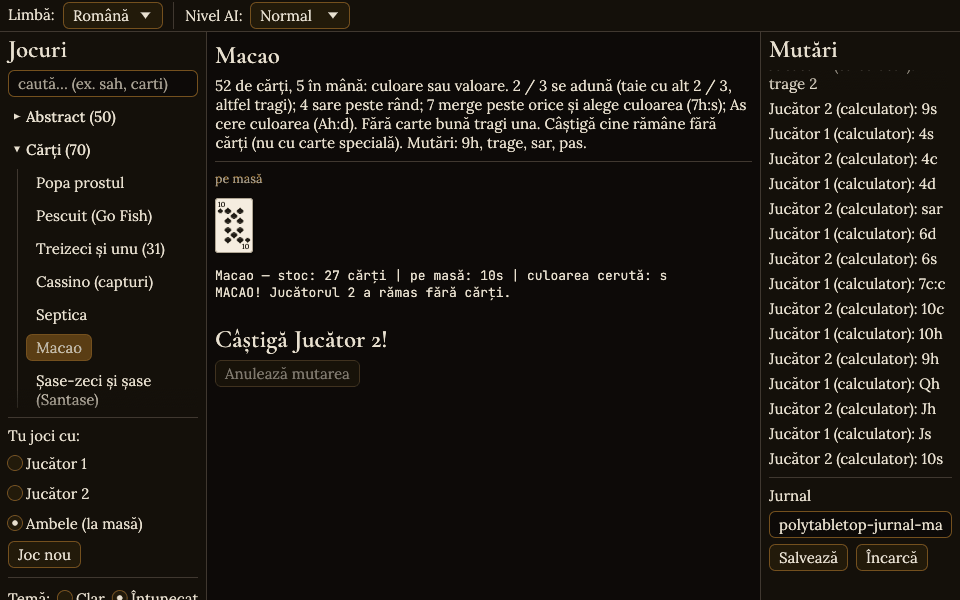 Limbă: Română Nivel AI: Normal
Jocuri
caută... (ex. sah, carti)
Abstract (50)
Cărți (70)
Popa prostul
Pescuit (Go Fish)
Treizeci și unu (31)
Cassino (capturi)
Septica
Macao
Șase-zeci și șase
(Santase)
Tu joci cu:
Jucător 1
Jucător 2
Ambele (la masă)
Joc nou
Temă: Clar Întunecat
Macao
52 de cărți, 5 în mână: culoare sau valoare. 2 / 3 se adună (taie cu alt 2 / 3,
altfel tragi); 4 sare peste rând; 7 merge peste orice și alege culoarea (7h:s); As
cere culoarea (Ah:d). Fără carte bună tragi una. Câștigă cine rămâne fără
cărți (nu cu carte specială). Mutări: 9h, trage, sar, pas.
pe masă
10
10
Macao — stoc: 27 cărți | pe masă: 10s | culoarea cerută: s
MACAO! Jucătorul 2 a rămas fără cărți.
Câștigă Jucător 2!
Anulează mutarea
Mutări
trage 2
Jucător 2 (calculator): 9s
Jucător 1 (calculator): 4s
Jucător 2 (calculator): 4c
Jucător 1 (calculator): 4d
Jucător 2 (calculator): sar
Jucător 1 (calculator): 6d
Jucător 2 (calculator): 6s
Jucător 1 (calculator): 7c:c
Jucător 2 (calculator): 10c
Jucător 1 (calculator): 10h
Jucător 2 (calculator): 9h
Jucător 1 (calculator): Qh
Jucător 2 (calculator): Jh
Jucător 1 (calculator): Js
Jucător 2 (calculator): 10s
Jurnal
polytabletop-jurnal-ma
Salvează Încarcă